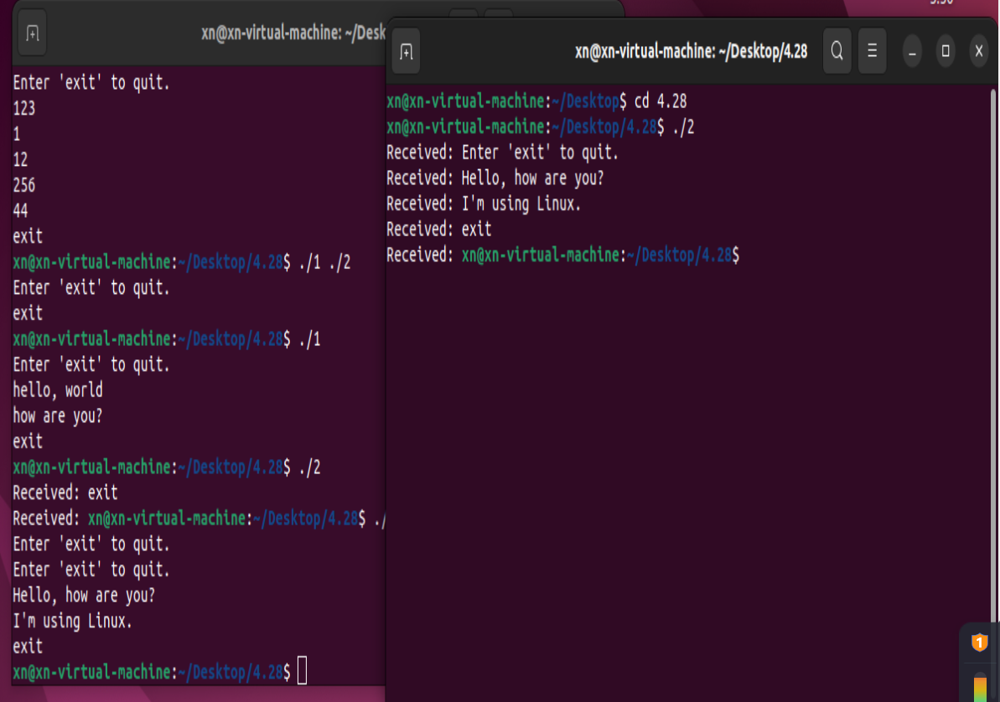 xn@xn-virtual-machine: ~/Desk
Enter 'exit' to quit.
123
1
12
256
44
exit
xn@xn-virtual-machine:~/Desktop/4.28$ ./1 ./2
Enter 'exit' to quit.
exit
xn@xn-virtual-machine:~/Desktop/4.28$ ./1
Enter 'exit' to quit.
hello, world
how are you?
exit
xn@xn-virtual-machine:~/Desktop/4.28$ ./2
Received: exit
Received: xn@xn-virtual-machine:~/Desktop/4.28$ ./
Enter 'exit' to quit.
Enter 'exit' to quit.
Hello, how are you?
I'm using Linux.
exit
xn@xn-virtual-machine:~/Desktop/4.28$
xn@xn-virtual-machine: ~/Desktop/4.28
xn@xn-virtual-machine:~/Desktop$ cd 4.28
xn@xn-virtual-machine:~/Desktop/4.28$ ./2
Received: Enter 'exit' to quit.
Received: Hello, how are you?
Received: I'm using Linux.
Received: exit
Received: xn@xn-virtual-machine:~/Desktop/4.28$
1